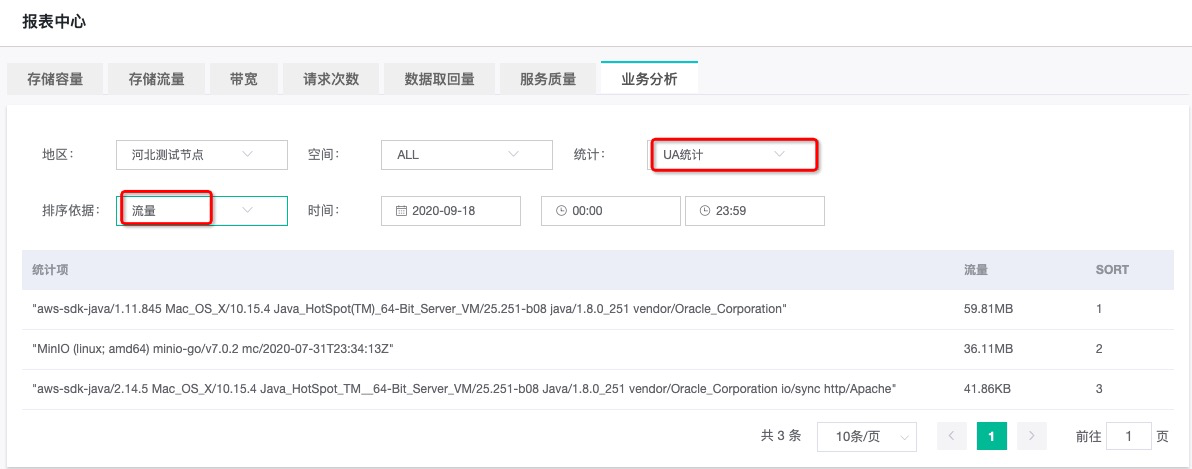 报表中心
存储容量 存储流量 带宽 请求次数 数据取回量 服务质量 业务分析
地区： 河北测试节点 空间： ALL 统计： UA统计
排序依据： 流量 时间： 2020-09-18 00:00 23:59
统计项 流量 SORT
"aws-sdk-java/1.11.845 Mac_OS_X/10.15.4 Java_HotSpot(TM)_64-Bit_Server_VM/25.251-b08 java/1.8.0_251 vendor/Oracle_Corporation" 59.81MB 1
"MinIO (linux; amd64) minio-go/v7.0.2 mc/2020-07-31T23:34:13Z" 36.11MB 2
"aws-sdk-java/2.14.5 Mac_OS_X/10.15.4 Java_HotSpot_TM__64-Bit_Server_VM/25.251-b08 Java/1.8.0_251 vendor/Oracle_Corporation io/sync http/Apache" 41.86KB 3
共 3 条 10条/页 1 前往 1 页